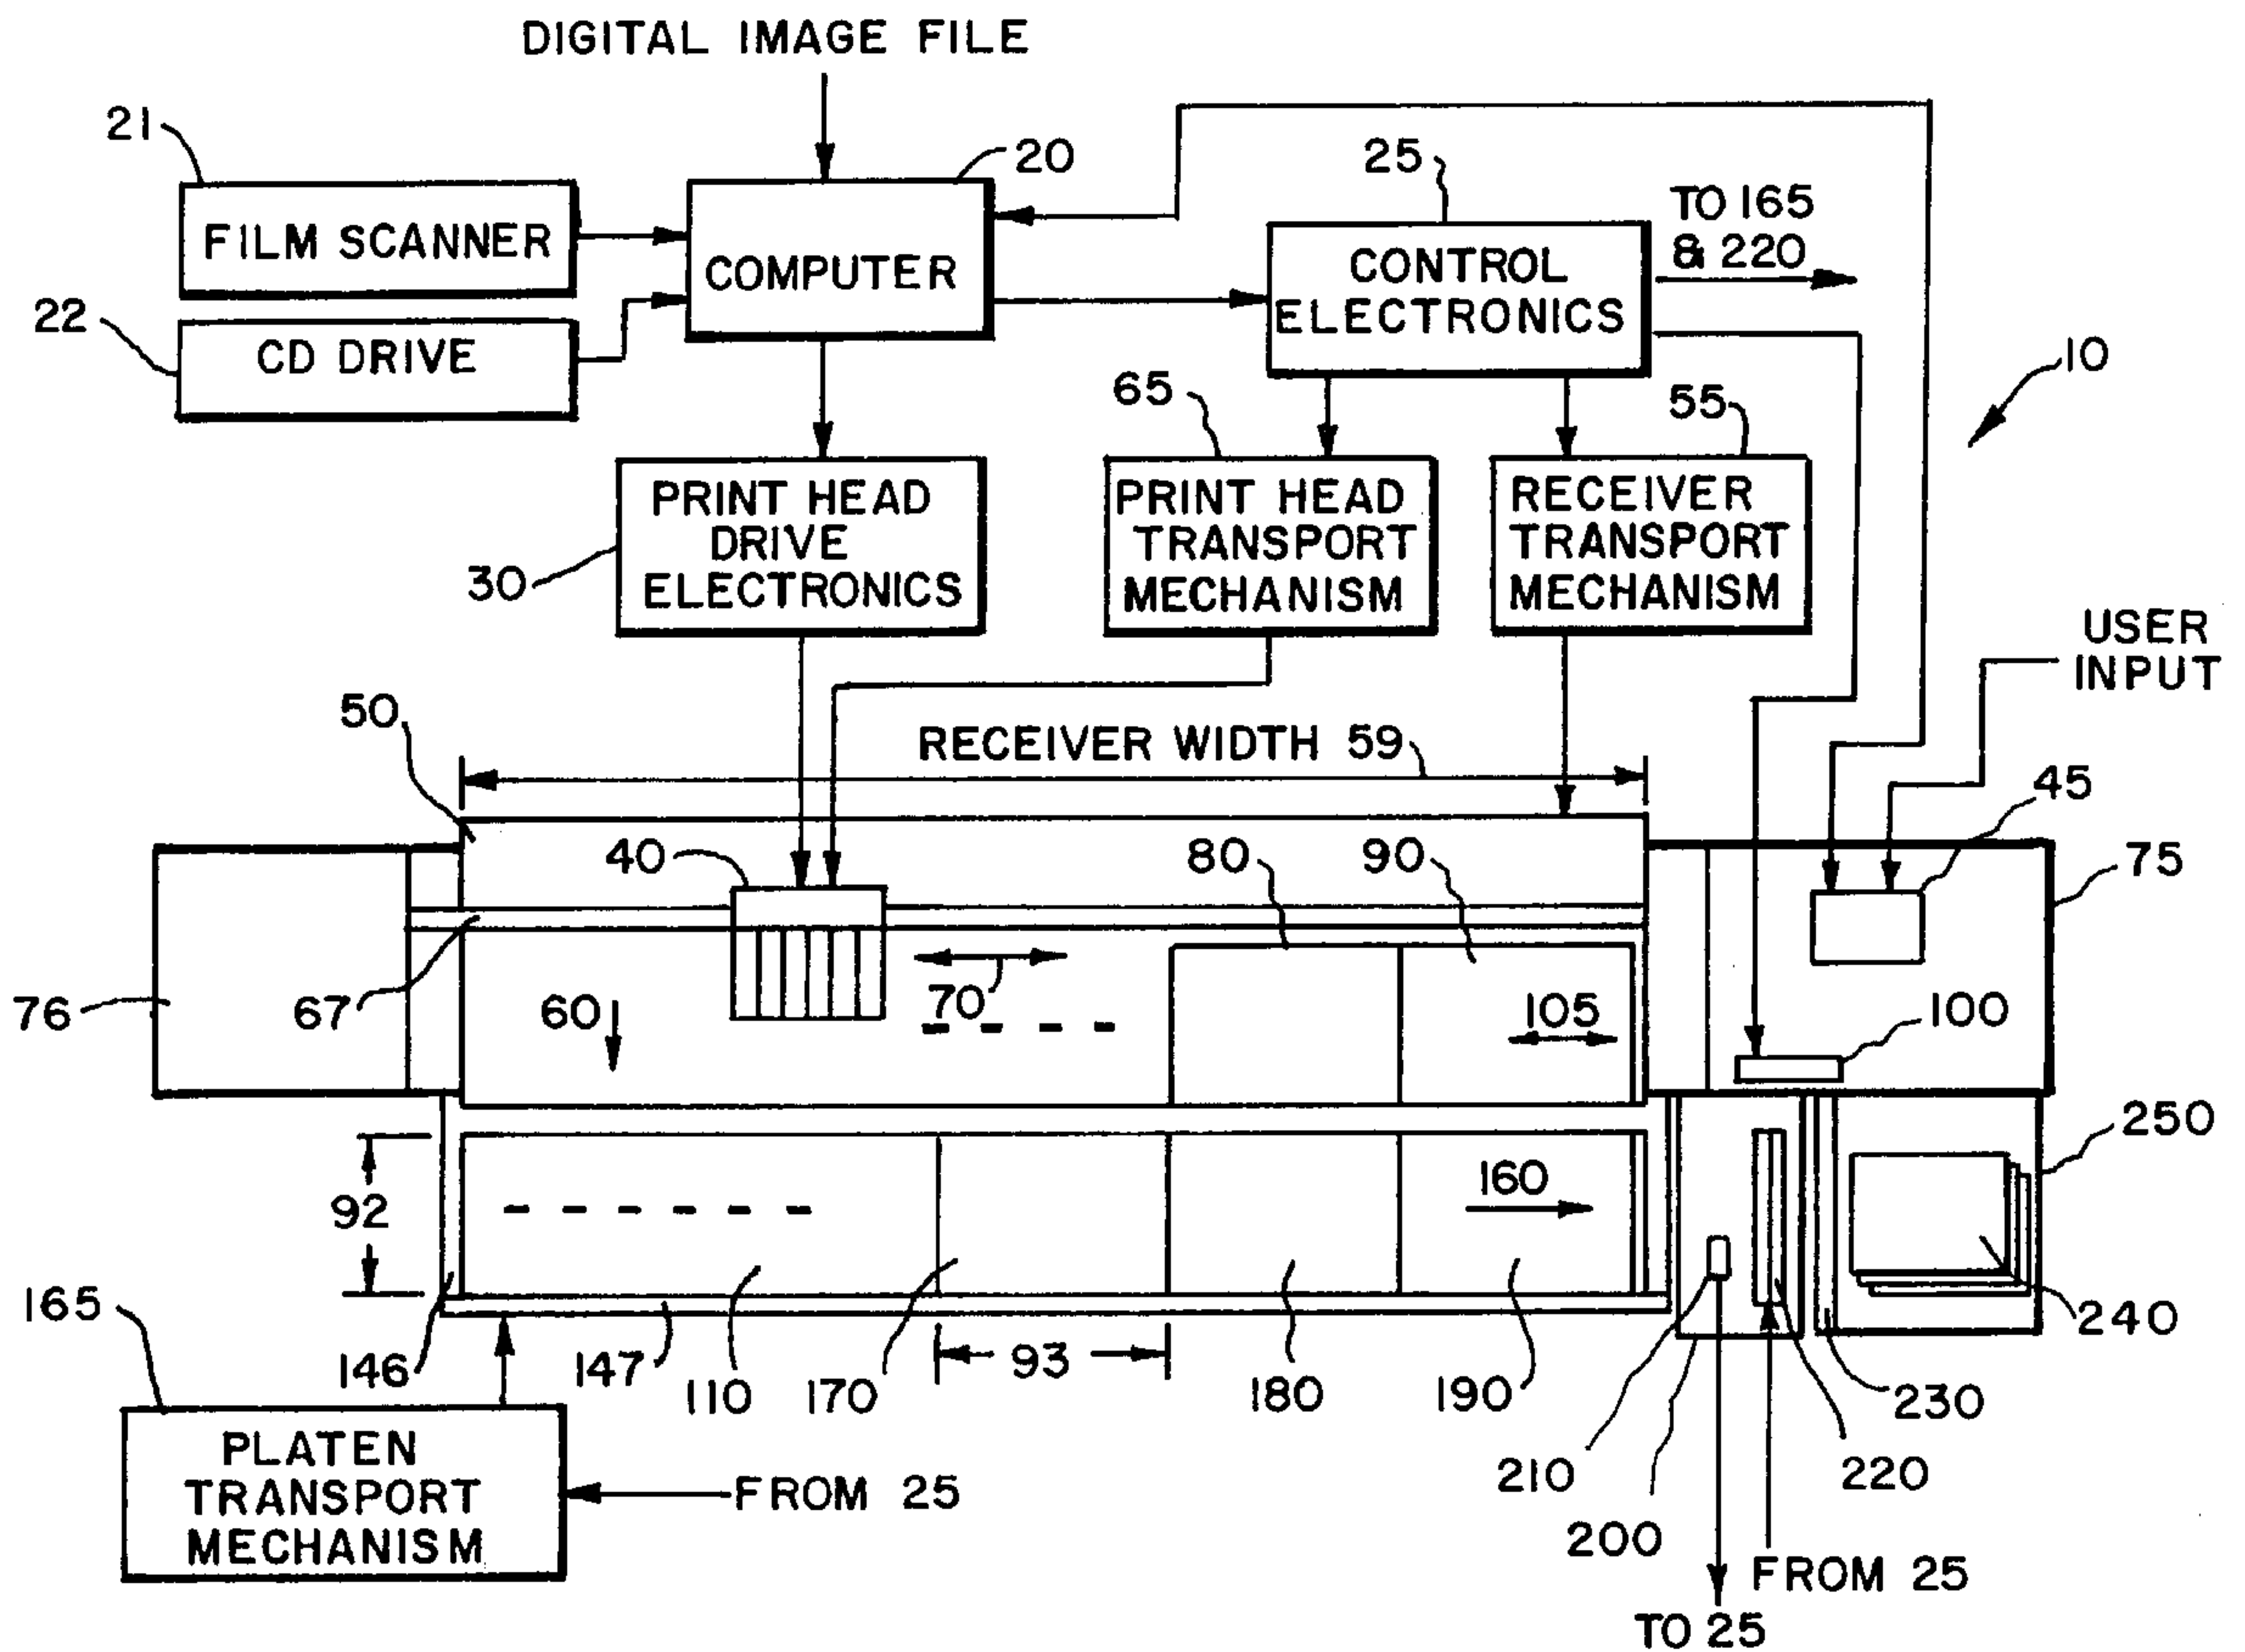 DIGITAL IMAGE FILE
21
20
25
TO 165
& 220
FILM SCANNER
COMPUTER
CONTROL
ELECTRONICS
22
CD DRIVE
10
65
55
PRINT HEAD
DRIVE
ELECTRONICS
30
PRINT HEAD
TRANSPORT
MECHANISM
RECEIVER
TRANSPORT
MECHANISM
USER
INPUT
50
RECEIVER WIDTH 59
45
40
80
90
75
76
67
60
70
105
100
250
92
160
165
146
147
110
170
93
180
190
240
230
210
220
200
PLATEN
TRANSPORT
MECHANISM
FROM 25
FROM 25
TO 25